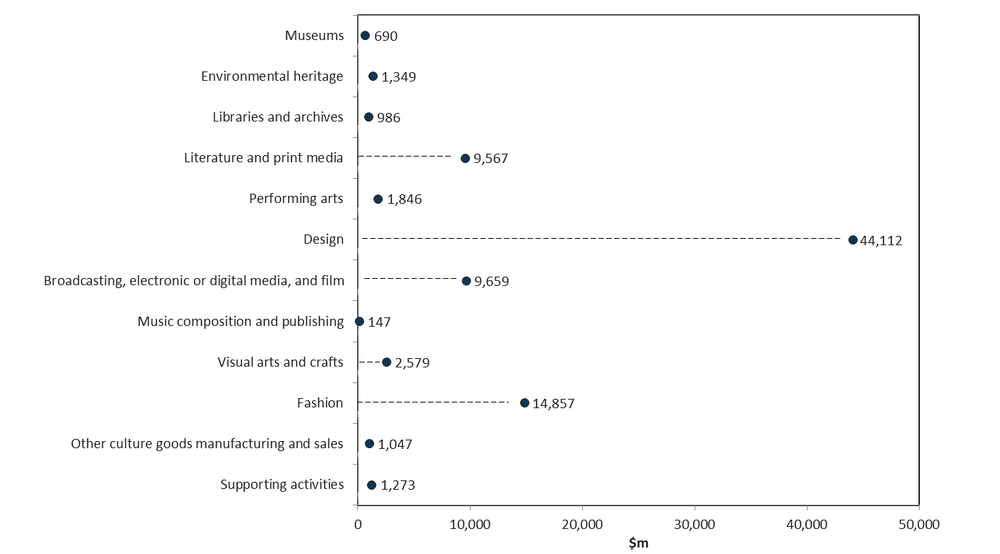 Museums 690
Environmental heritage 1,349
Libraries and archives 986
Literature and print media 9,567
Performing arts 1,846
Design 44,112
Broadcasting, electronic or digital media, and film 9,659
Music composition and publishing 147
Visual arts and crafts 2,579
Fashion 14,857
Other culture goods manufacturing and sales 1,047
Supporting activities 1,273
0 10,000 20,000 30,000 40,000 50,000
$m